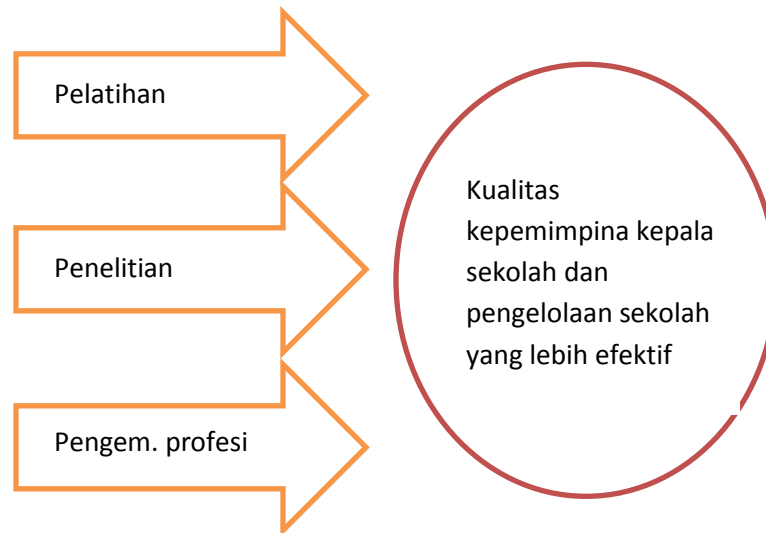 Pelatihan
Penelitian
Pengem. profesi
Kualitas
kepemimpina kepala
sekolah dan
pengelolaan sekolah
yang lebih efektif